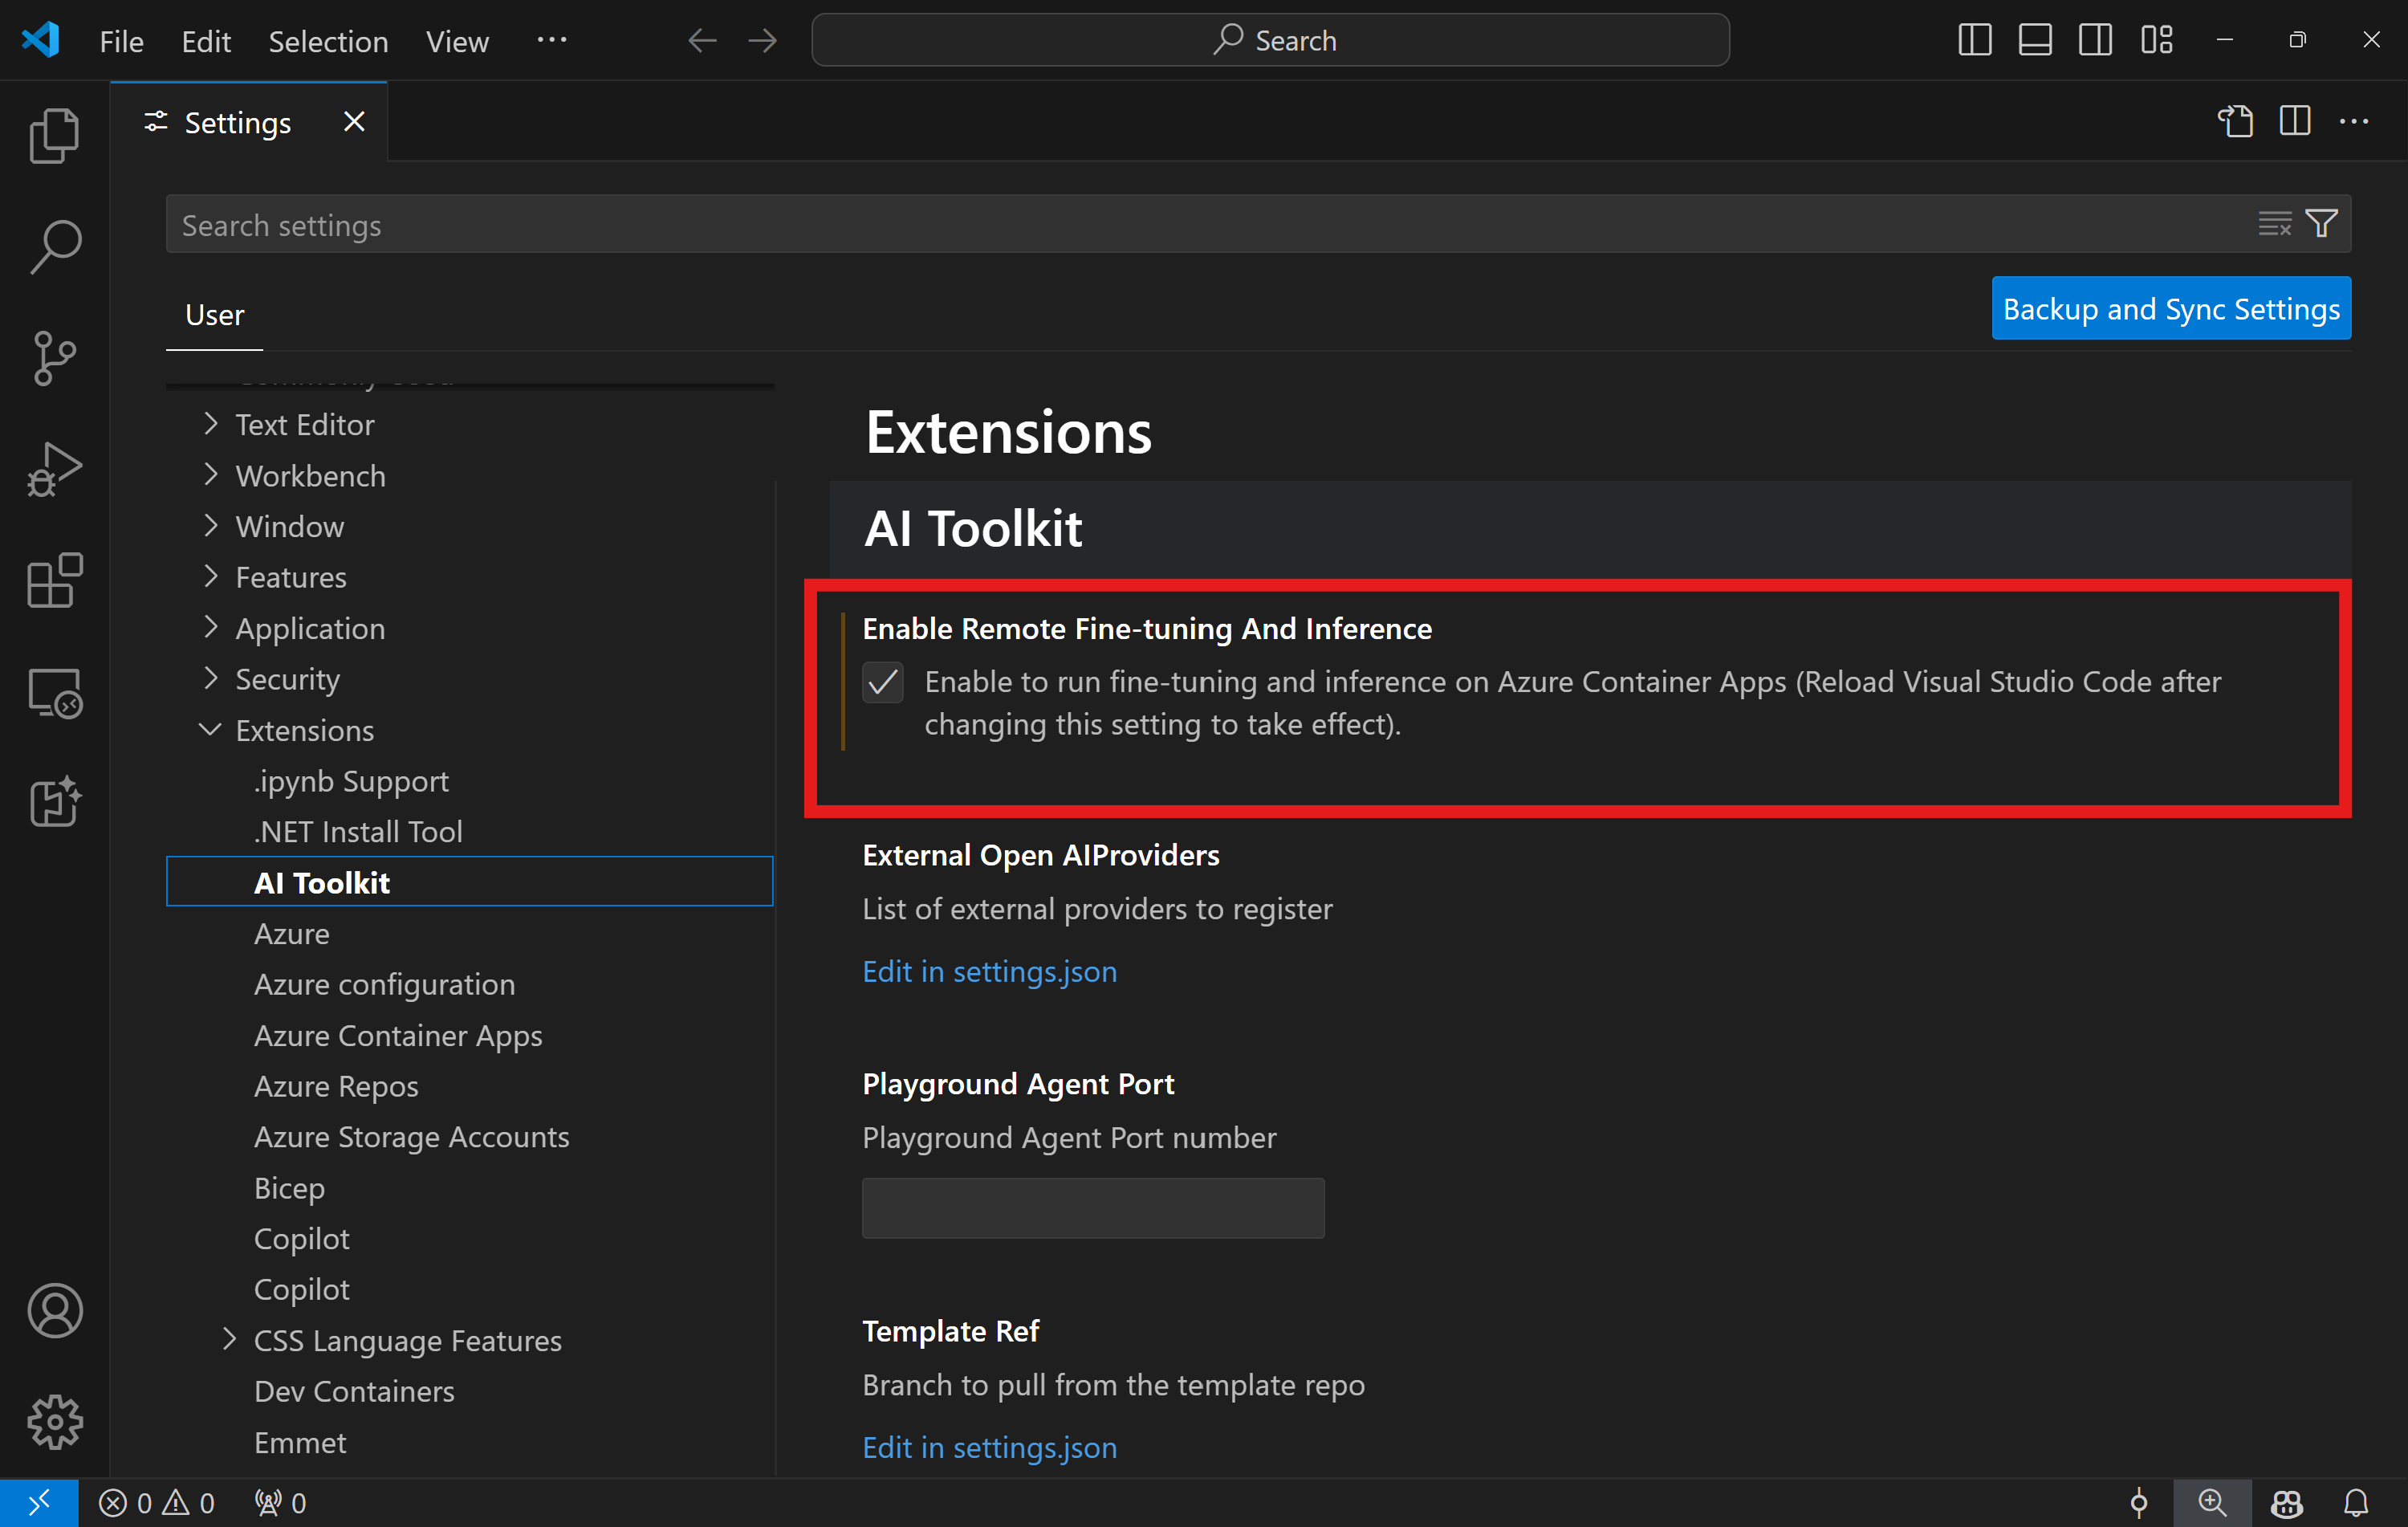 File Edit Selection View
Search
Settings
Search settings
User
Backup and Sync Settings
Text Editor
Workbench
Window
Features
Application
Security
Extensions
.ipynb Support
.NET Install Tool
AI Toolkit
Azure
Azure configuration
Azure Container Apps
Azure Repos
Azure Storage Accounts
Bicep
Copilot
Copilot
CSS Language Features
Dev Containers
Emmet
Extensions
AI Toolkit
Enable Remote Fine-tuning And Inference
Enable to run fine-tuning and inference on Azure Container Apps (Reload Visual Studio Code after
changing this setting to take effect).
External Open AIProviders
List of external providers to register
Edit in settings.json
Playground Agent Port
Playground Agent Port number
Template Ref
Branch to pull from the template repo
Edit in settings.json
0 0 0